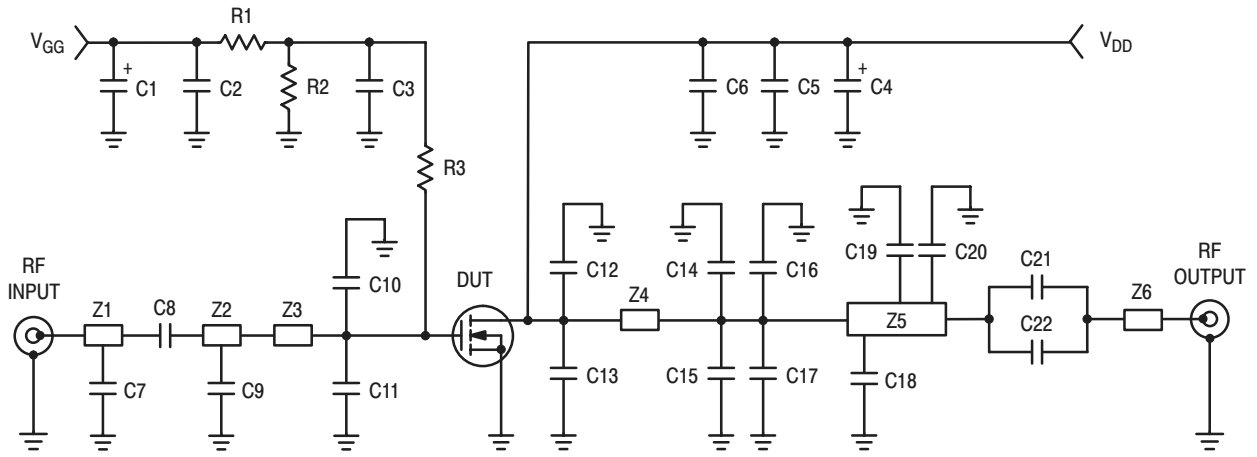 R1
VGG
VDD
+
C1
C2
R2
C3
C6
C5
+
C4
R3
C19
C20
C10
C12
C14
C16
C21
RF
INPUT
RF
OUTPUT
DUT
Z1
C8
Z2
Z3
Z4
Z5
Z6
C22
C7
C9
C11
C13
C15
C17
C18